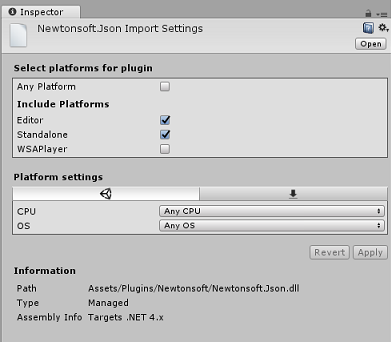 Inspector
Newtonsoft.Json Import Settings
Open
Select platforms for plugin
Any Platform
Include Platforms
Editor
Standalone
WSAPlayer
Platform settings
CPU Any CPU
OS Any OS
Revert Apply
Information
Path Assets/Plugins/Newtonsoft/Newtonsoft.Json.dll
Type Managed
Assembly Info Targets .NET 4.x